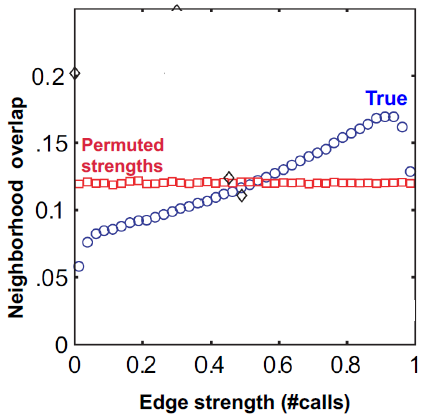 0.2
.15
0.1
.05
0
0
0.2
0.4
0.6
0.8
1
Neighborhood overlap
Edge strength (#calls)
True
Permuted
strengths